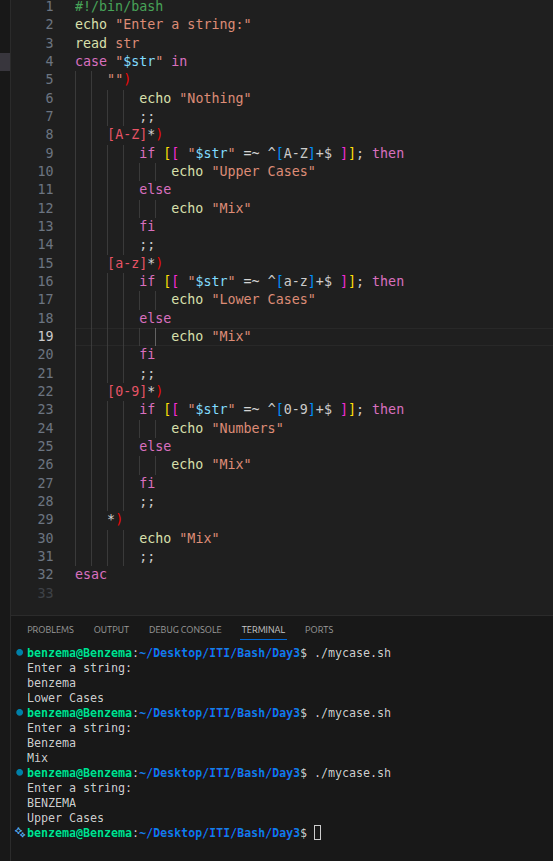 1 #!/bin/bash
2 echo "Enter a string:"
3 read str
4 case "$str" in
5     "")
6         echo "Nothing"
7         ;;
8     [A-Z]*)
9         if [[ "$str" =~ ^[A-Z]+$ ]]; then
10             echo "Upper Cases"
11         else
12             echo "Mix"
13         fi
14         ;;
15     [a-z]*)
16         if [[ "$str" =~ ^[a-z]+$ ]]; then
17             echo "Lower Cases"
18         else
19             echo "Mix"
20         fi
21         ;;
22     [0-9]*)
23         if [[ "$str" =~ ^[0-9]+$ ]]; then
24             echo "Numbers"
25         else
26             echo "Mix"
27         fi
28         ;;
29     *)
30         echo "Mix"
31         ;;
32 esac
33
PROBLEMS OUTPUT DEBUG CONSOLE TERMINAL PORTS
benzema@Benzema:~/Desktop/ITI/Bash/Day3$ ./mycase.sh
Enter a string:
benzema
Lower Cases
benzema@Benzema:~/Desktop/ITI/Bash/Day3$ ./mycase.sh
Enter a string:
Benzema
Mix
benzema@Benzema:~/Desktop/ITI/Bash/Day3$ ./mycase.sh
Enter a string:
BENZEMA
Upper Cases
benzema@Benzema:~/Desktop/ITI/Bash/Day3$